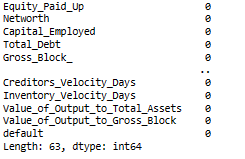 Equity_Paid_Up 0
Networth 0
Capital_Employed 0
Total_Debt 0
Gross_Block_ 0
..
Creditors_Velocity_Days 0
Inventory_Velocity_Days 0
Value_of_Output_to_Total_Assets 0
Value_of_Output_to_Gross_Block 0
default 0
Length: 63, dtype: int64